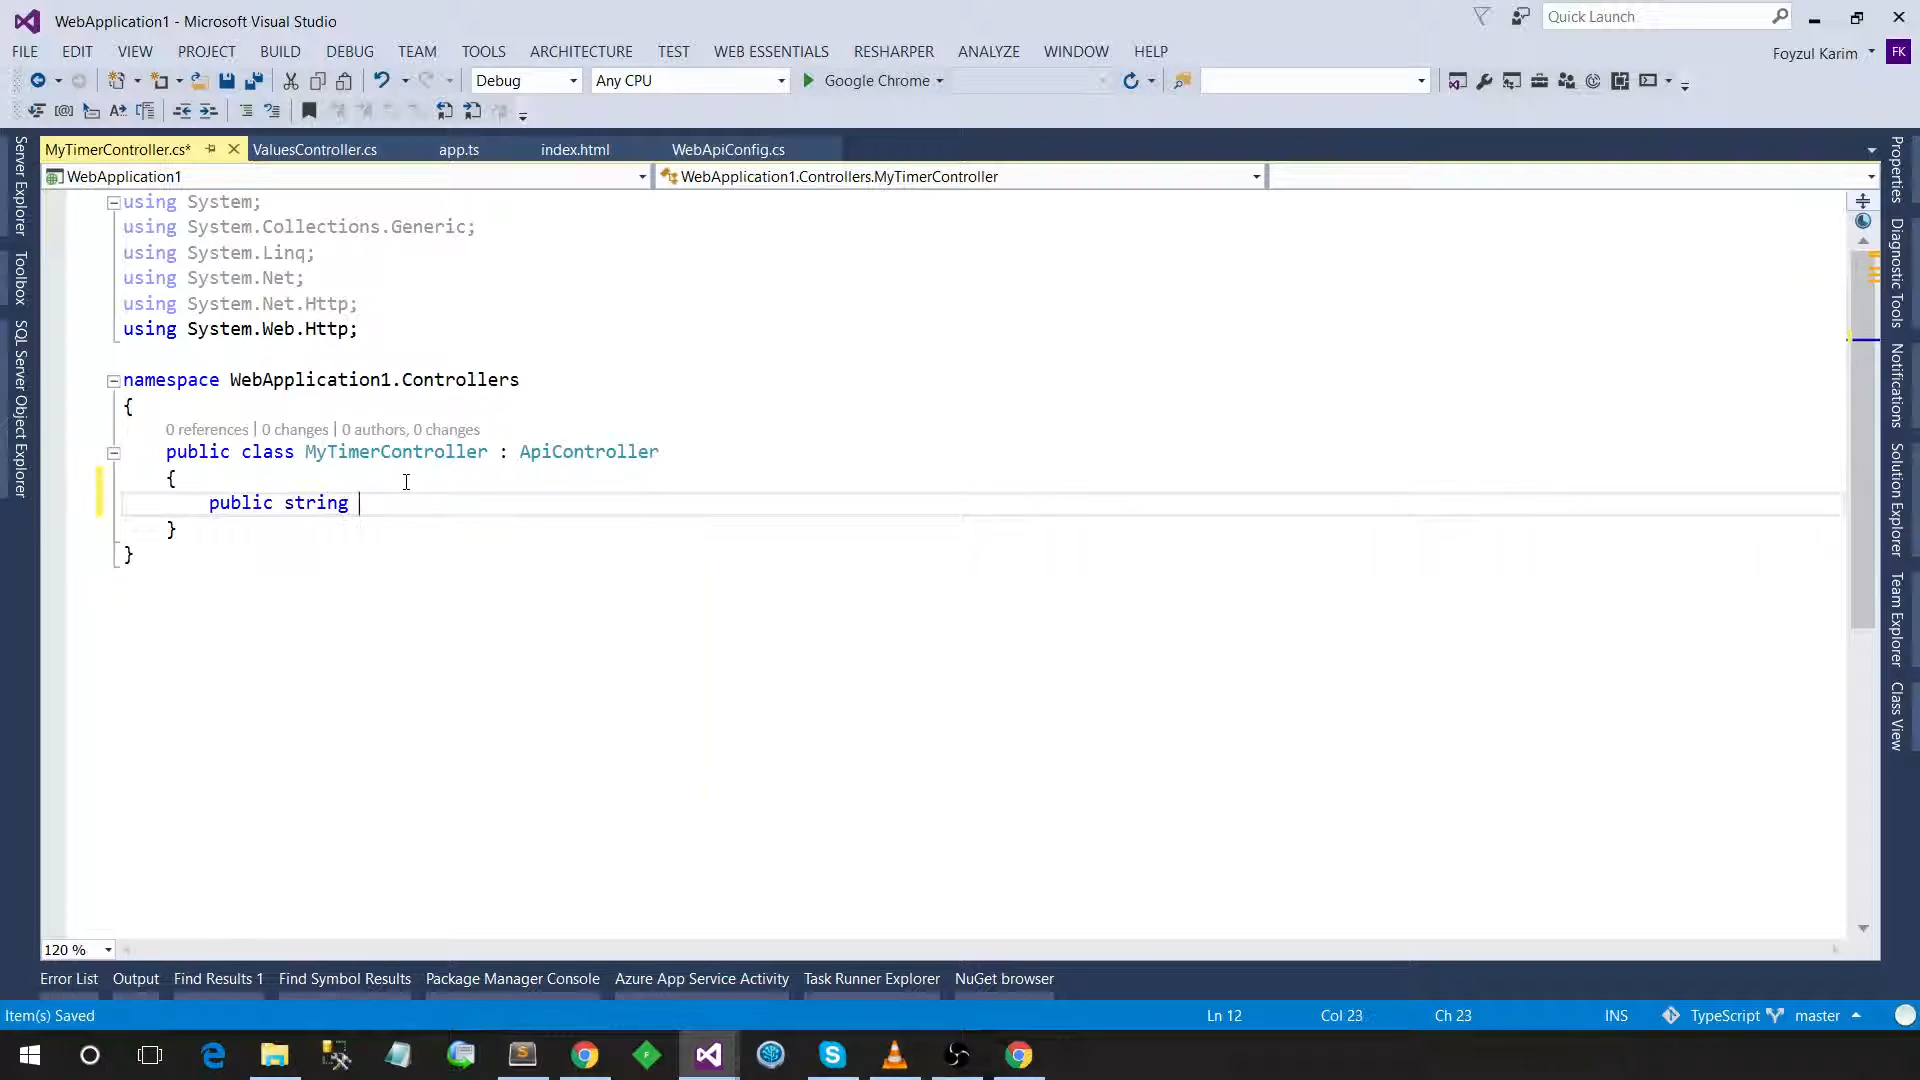 WebApplication1 - Microsoft Visual Studio
Quick Launch
FILE EDIT VIEW PROJECT BUILD DEBUG TEAM TOOLS ARCHITECTURE TEST WEB ESSENTIALS RESHARPER ANALYZE WINDOW HELP
Foyzul Karim FK
Debug Any CPU Google Chrome
MyTimerController.cs* ValuesController.cs app.ts index.html WebApiConfig.cs
WebApplication1 WebApplication1.Controllers.MyTimerController
Server Explorer
Toolbox
SQL Server Object Explorer
using System;
using System.Collections.Generic;
using System.Linq;
using System.Net;
using System.Net.Http;
using System.Web.Http;
namespace WebApplication1.Controllers
{
0 references | 0 changes | 0 authors, 0 changes
public class MyTimerController : ApiController
{
public string
}
}
Properties
Diagnostic Tools
Notifications
Solution Explorer
Team Explorer
Class View
120 %
Error List Output Find Results 1 Find Symbol Results Package Manager Console Azure App Service Activity Task Runner Explorer NuGet browser
Item(s) Saved Ln 12 Col 23 Ch 23 INS TypeScript master